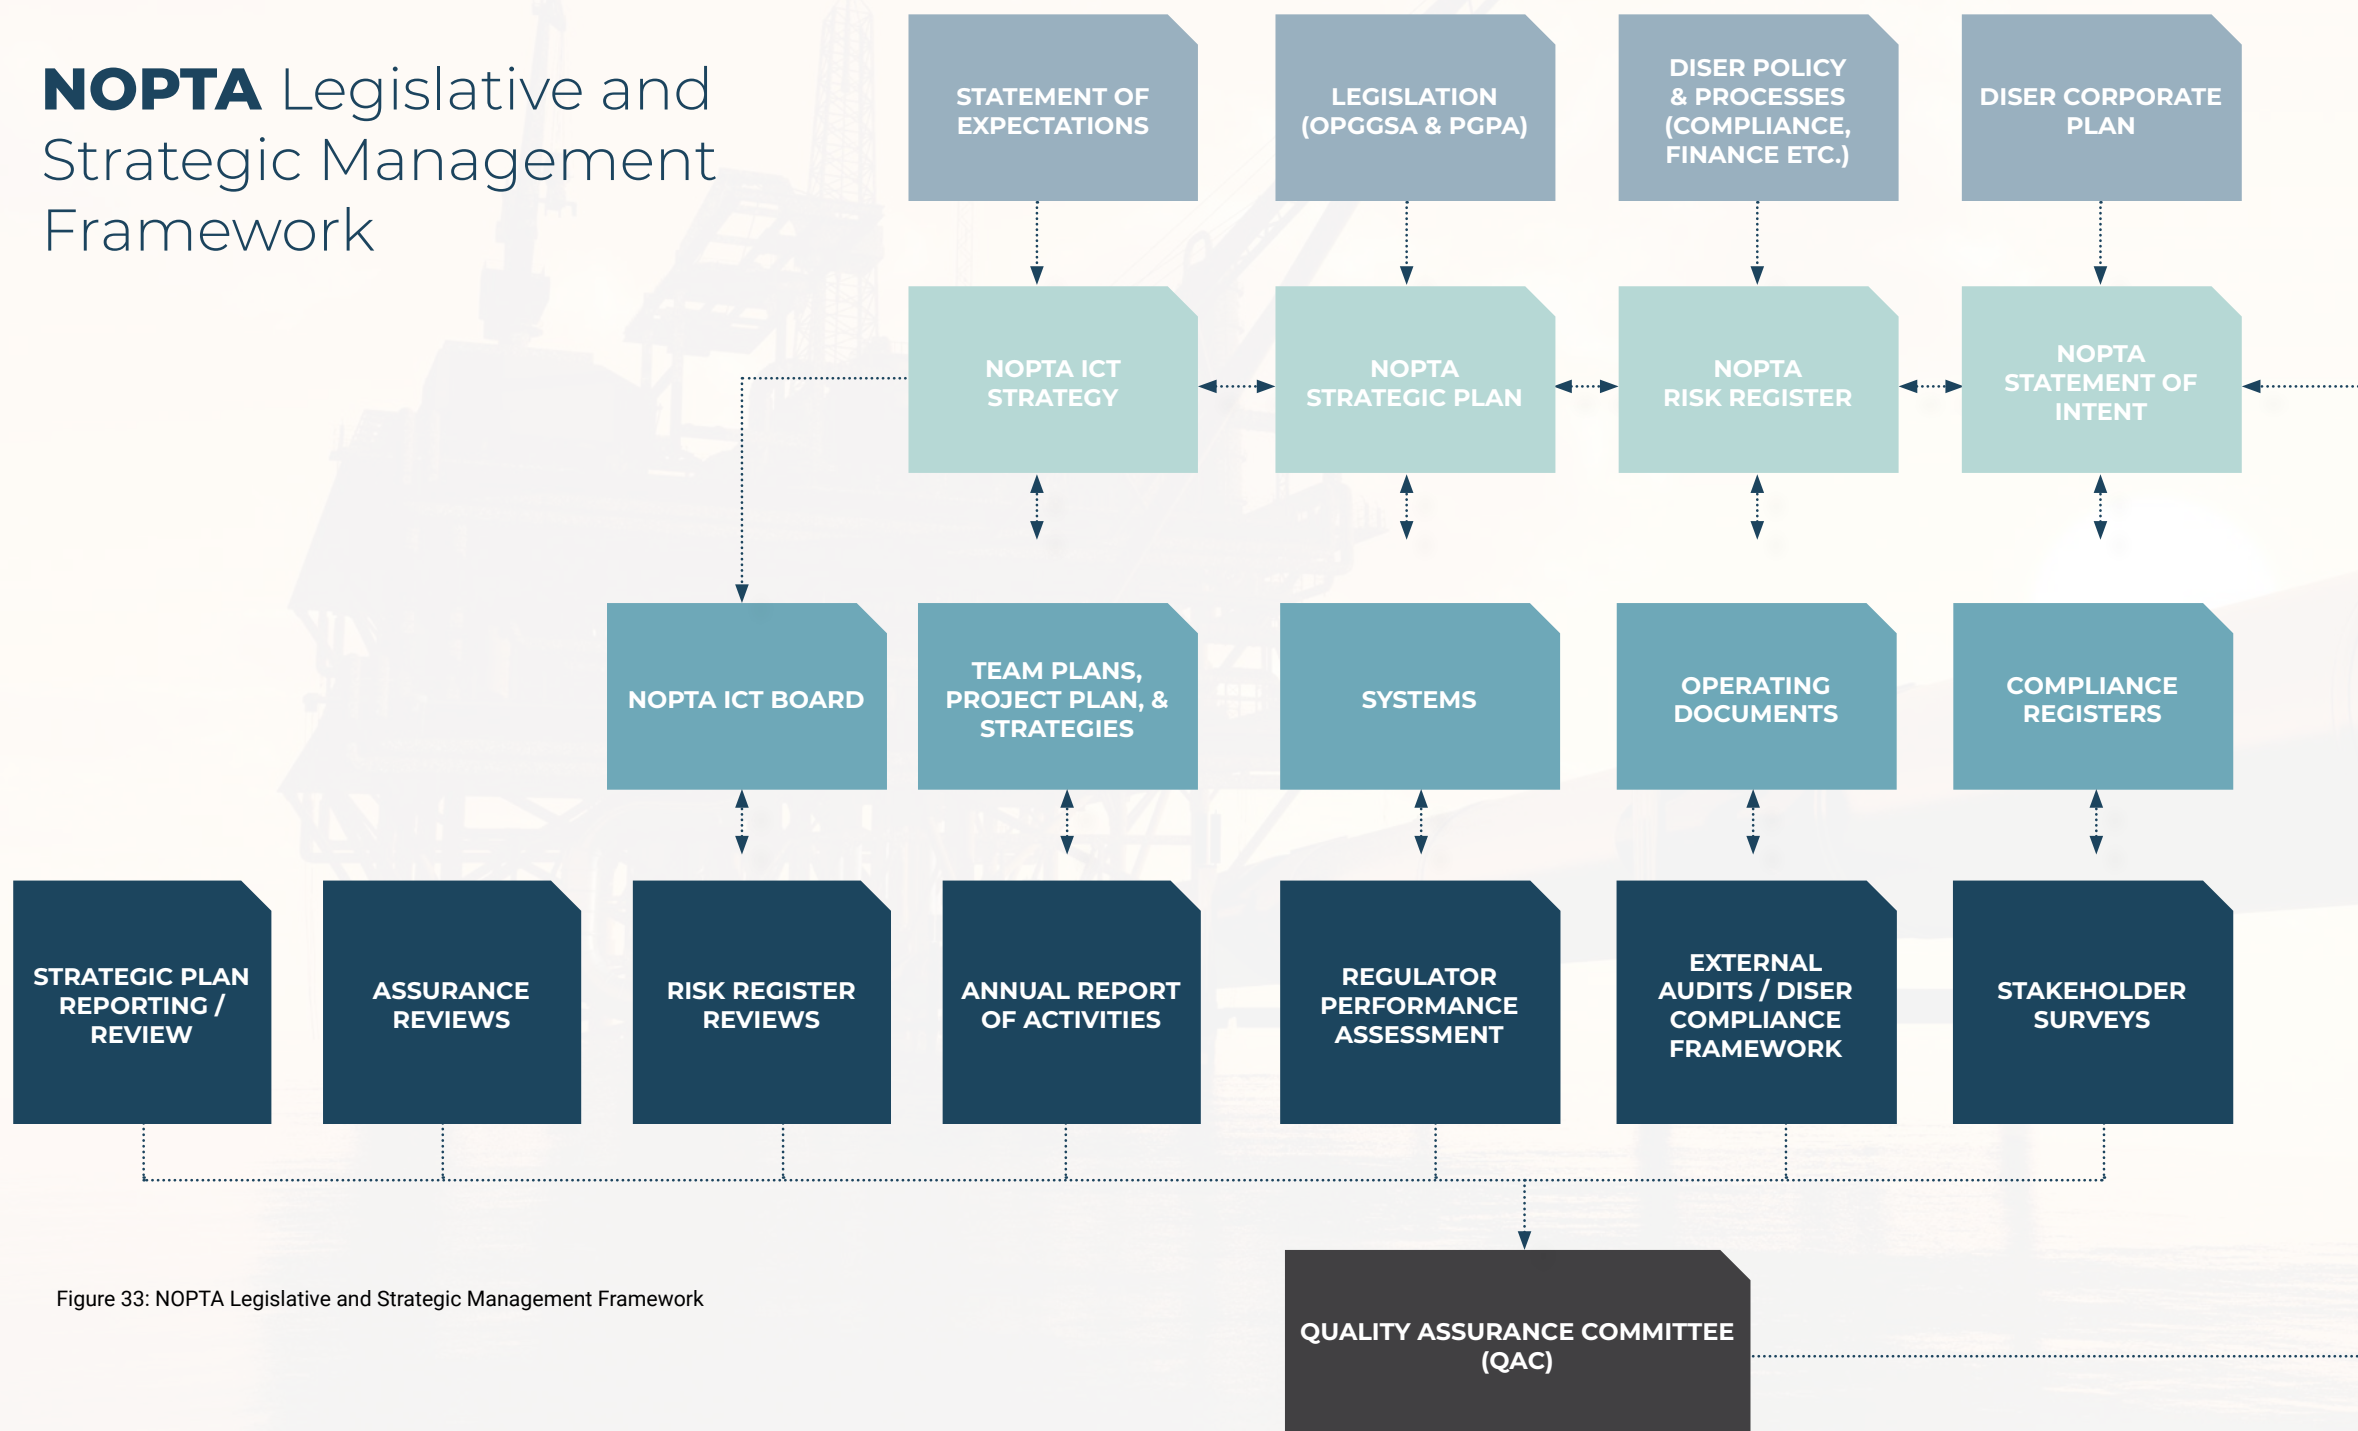 NOPTA Legislative and
Strategic Management
Framework
STATEMENT OF
EXPECTATIONS
LEGISLATION
(OPGGSA & PGPA)
DISER POLICY
& PROCESSES
(COMPLIANCE,
FINANCE ETC.)
DISER CORPORATE
PLAN
NOPTA ICT
STRATEGY
NOPTA
STRATEGIC PLAN
NOPTA
RISK REGISTER
NOPTA
STATEMENT OF
INTENT
NOPTA ICT BOARD
TEAM PLANS,
PROJECT PLAN, &
STRATEGIES
SYSTEMS
OPERATING
DOCUMENTS
COMPLIANCE
REGISTERS
STRATEGIC PLAN
REPORTING /
REVIEW
ASSURANCE
REVIEWS
RISK REGISTER
REVIEWS
ANNUAL REPORT
OF ACTIVITIES
REGULATOR
PERFORMANCE
ASSESSMENT
EXTERNAL
AUDITS / DISER
COMPLIANCE
FRAMEWORK
STAKEHOLDER
SURVEYS
QUALITY ASSURANCE COMMITTEE
(QAC)
Figure 33: NOPTA Legislative and Strategic Management Framework